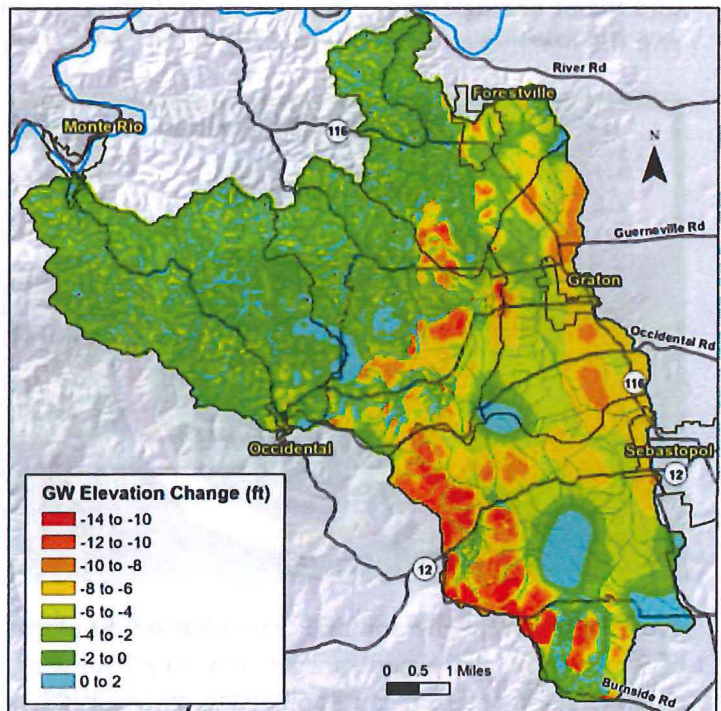 River Rd
Forestville
Monte Rio
116
N
Guerneville Rd
Graton
Occidental Rd
116
Occidental
Sebastopol
12
GW Elevation Change (ft)
-14 to -10
-12 to -10
-10 to -8
-8 to -6
-6 to -4
-4 to -2
-2 to 0
0 to 2
12
0 0.5 1 Miles
Burnside Rd